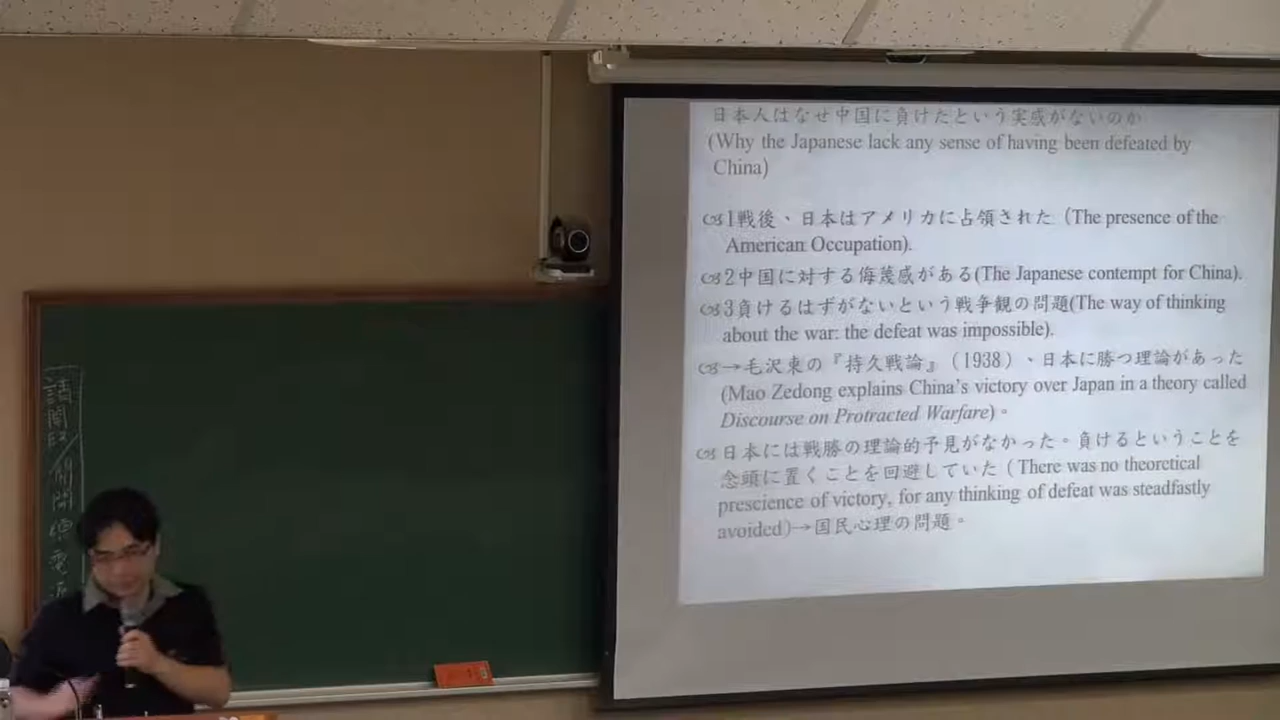 日本人はなぜ中国に負けたという実感がないのか
(Why the Japanese lack any sense of having been defeated by
China)
1戦後、日本はアメリカに占領された (The presence of the
American Occupation).
2中国に対する侮蔑感がある(The Japanese contempt for China).
3負けるはずがないという戦争観の問題(The way of thinking
about the war: the defeat was impossible).
→毛沢東の『持久戦論』(1938)、日本に勝つ理論があった
(Mao Zedong explains China's victory over Japan in a theory called
Discourse on Protracted Warfare)。
日本には戦勝の理論的予見がなかった。負けるということを
念頭に置くことを回避していた (There was no theoretical
prescience of victory, for any thinking of defeat was steadfastly
avoided)→国民心理の問題。
請關
電